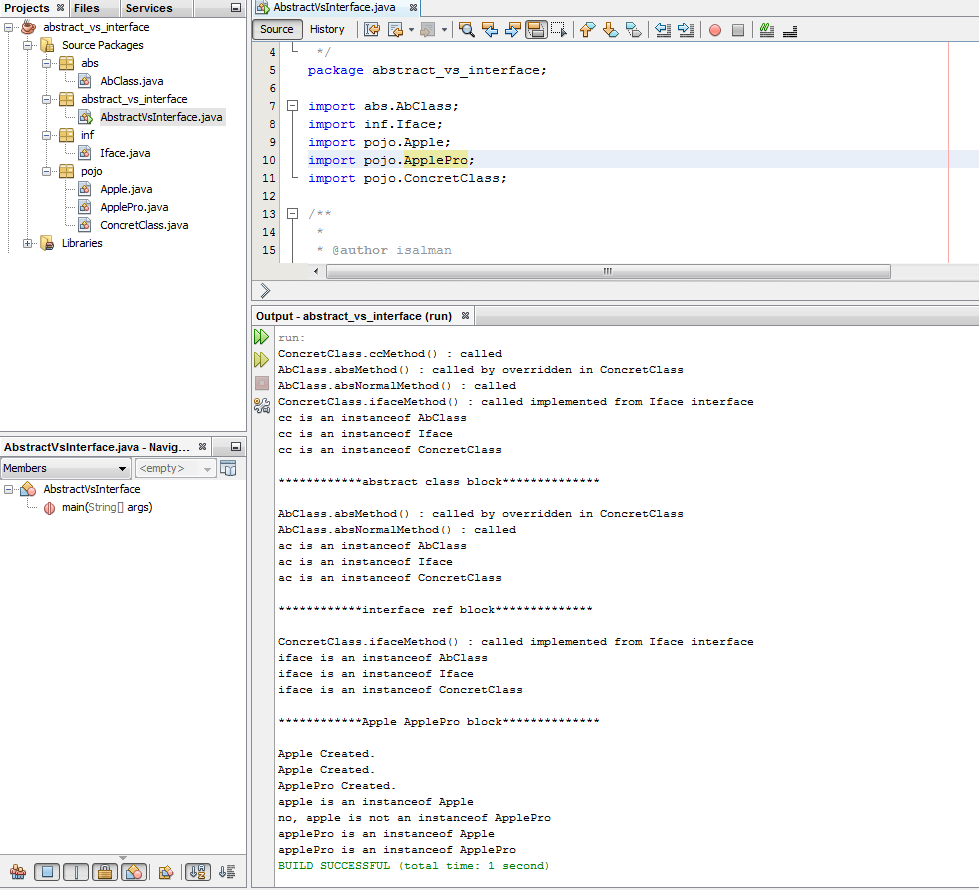 Projects
Files
Services
abstract_vs_interface
Source Packages
abs
AbClass.java
abstract_vs_interface
AbstractVsInterface.java
inf
Iface.java
pojo
Apple.java
ApplePro.java
ConcretClass.java
Libraries
AbstractVsInterface.java - Navig...
Members
<empty>
AbstractVsInterface
main(String[] args)
AbstractVsInterface.java
Source History
4 */
5 package abstract_vs_interface;
6
7 import abs.AbClass;
8 import inf.Iface;
9 import pojo.Apple;
10 import pojo.ApplePro;
11 import pojo.ConcretClass;
12
13 /**
14 *
15 * @author isalman
Output - abstract_vs_interface (run)
run:
ConcretClass.ccMethod() : called
AbClass.absMethod() : called by overridden in ConcretClass
AbClass.absNormalMethod() : called
ConcretClass.ifaceMethod() : called implemented from Iface interface
cc is an instanceof AbClass
cc is an instanceof Iface
cc is an instanceof ConcretClass
************abstract class block**************
AbClass.absMethod() : called by overridden in ConcretClass
AbClass.absNormalMethod() : called
ac is an instanceof AbClass
ac is an instanceof Iface
ac is an instanceof ConcretClass
************interface ref block**************
ConcretClass.ifaceMethod() : called implemented from Iface interface
iface is an instanceof AbClass
iface is an instanceof Iface
iface is an instanceof ConcretClass
************Apple ApplePro block**************
Apple Created.
Apple Created.
ApplePro Created.
apple is an instanceof Apple
no, apple is not an instanceof ApplePro
applePro is an instanceof Apple
applePro is an instanceof ApplePro
BUILD SUCCESSFUL (total time: 1 second)